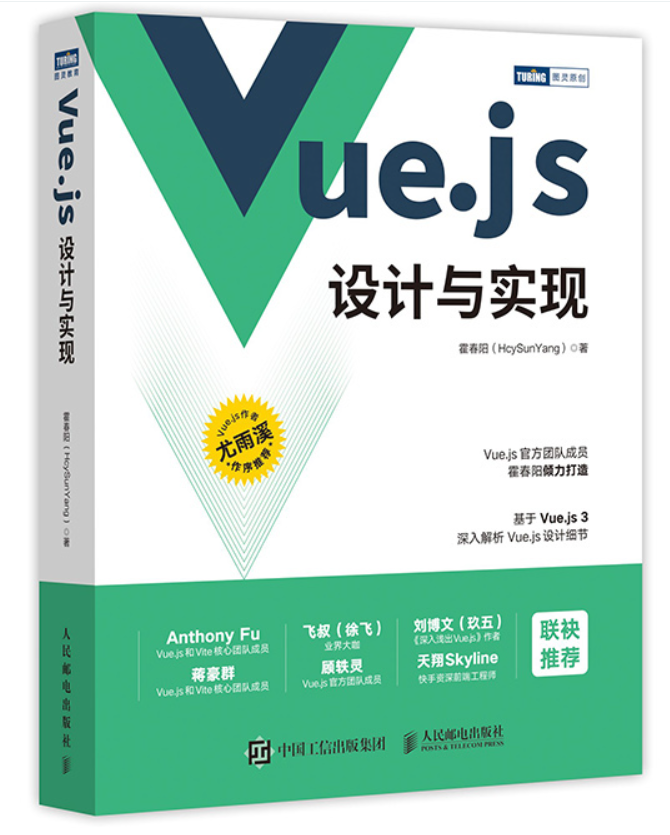 TURING
图灵教育
Vue.js 设计与实现
霍春阳（HcySunYang）◎著
人民邮电出版社
TURING 图灵原创
Vue.js
设计与实现
霍春阳（HcySunYang）◎著
Vue.js作者
尤雨溪
作序推荐
Vue.js 官方团队成员
霍春阳倾力打造
基于 Vue.js 3
深入解析 Vue.js 设计细节
Anthony Fu
Vue.js 和 Vite 核心团队成员
蒋豪群
Vue.js 和 Vite 核心团队成员
飞叔（徐飞）
业界大咖
顾轶灵
Vue.js 官方团队成员
刘博文（玖五）
《深入浅出Vue.js》作者
天翔Skyline
快手资深前端工程师
联袂
推荐
中国工信出版集团
人民邮电出版社
POSTS & TELECOM PRESS